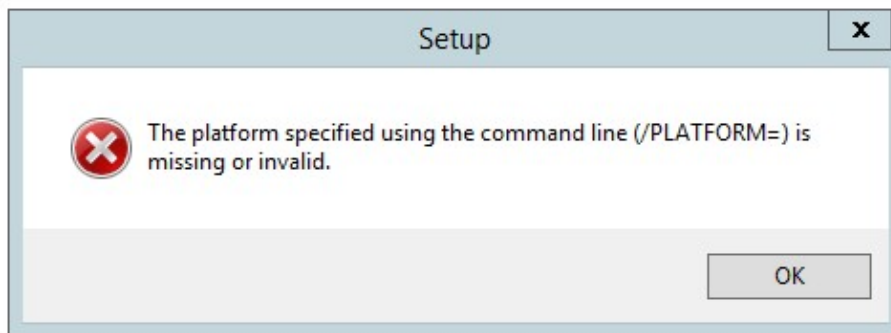 Setup
x
The platform specified using the command line (/PLATFORM=) is
missing or invalid.
OK